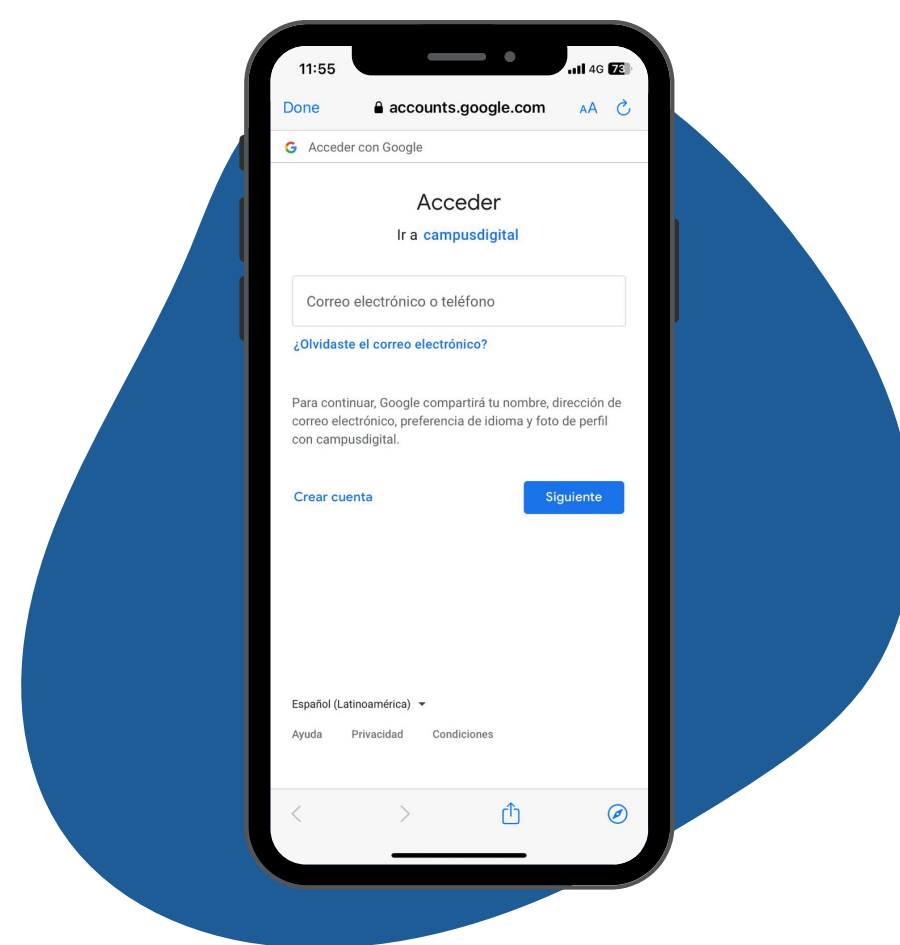 11:55
4G 73
Done accounts.google.com AA
G Acceder con Google
Acceder
Ir a campusdigital
Correo electrónico o teléfono
¿Olvidaste el correo electrónico?
Para continuar, Google compartirá tu nombre, dirección de
correo electrónico, preferencia de idioma y foto de perfil
con campusdigital.
Crear cuenta Siguiente
Español (Latinoamérica)
Ayuda Privacidad Condiciones